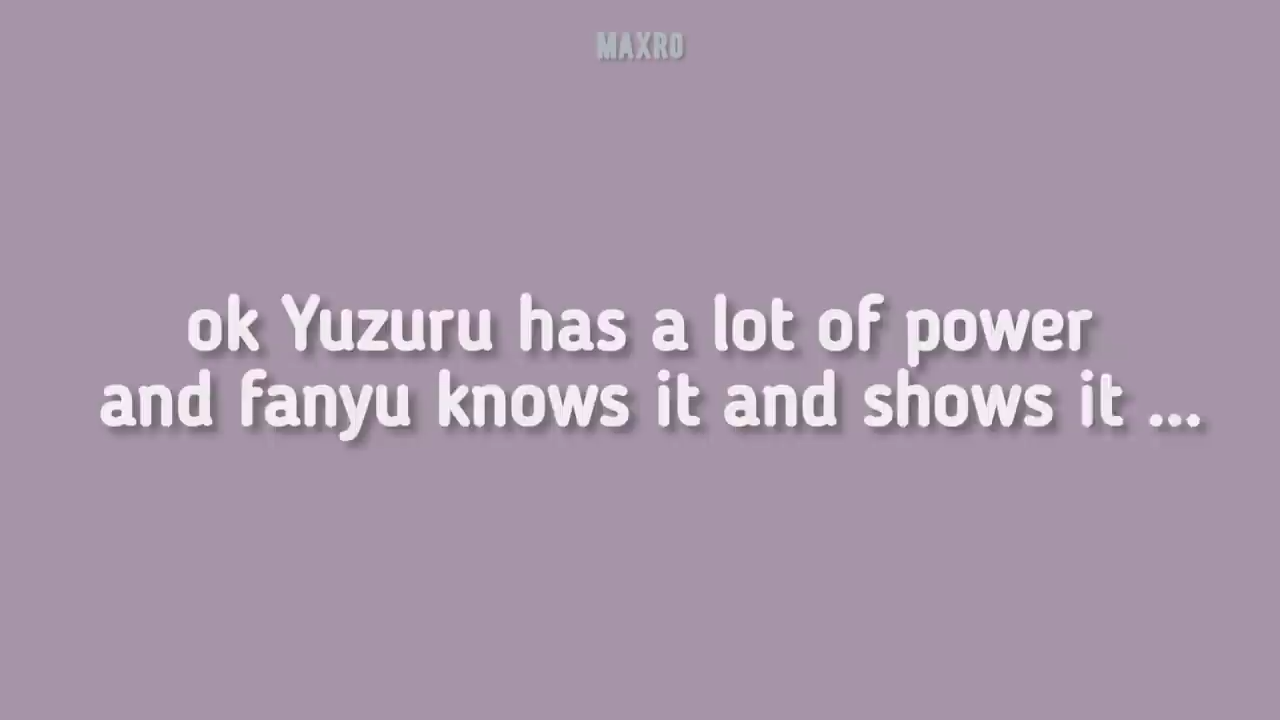 MAXRO
ok Yuzuru has a lot of power
and fanyu knows it and shows it ...